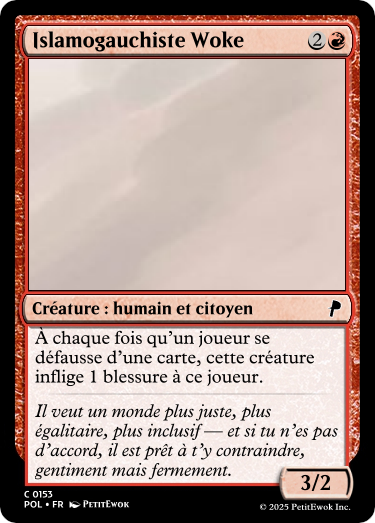 Islamogauchiste Woke 2
Créature : humain et citoyen
À chaque fois qu'un joueur se
défausse d'une carte, cette créature
inflige 1 blessure à ce joueur.
Il veut un monde plus juste, plus
égalitaire, plus inclusif — et si tu n'es pas
d'accord, il est prêt à t'y contraindre,
gentiment mais fermement.
3/2
C 0153
POL • FR PetitEwok
© 2025 PetitEwok Inc.